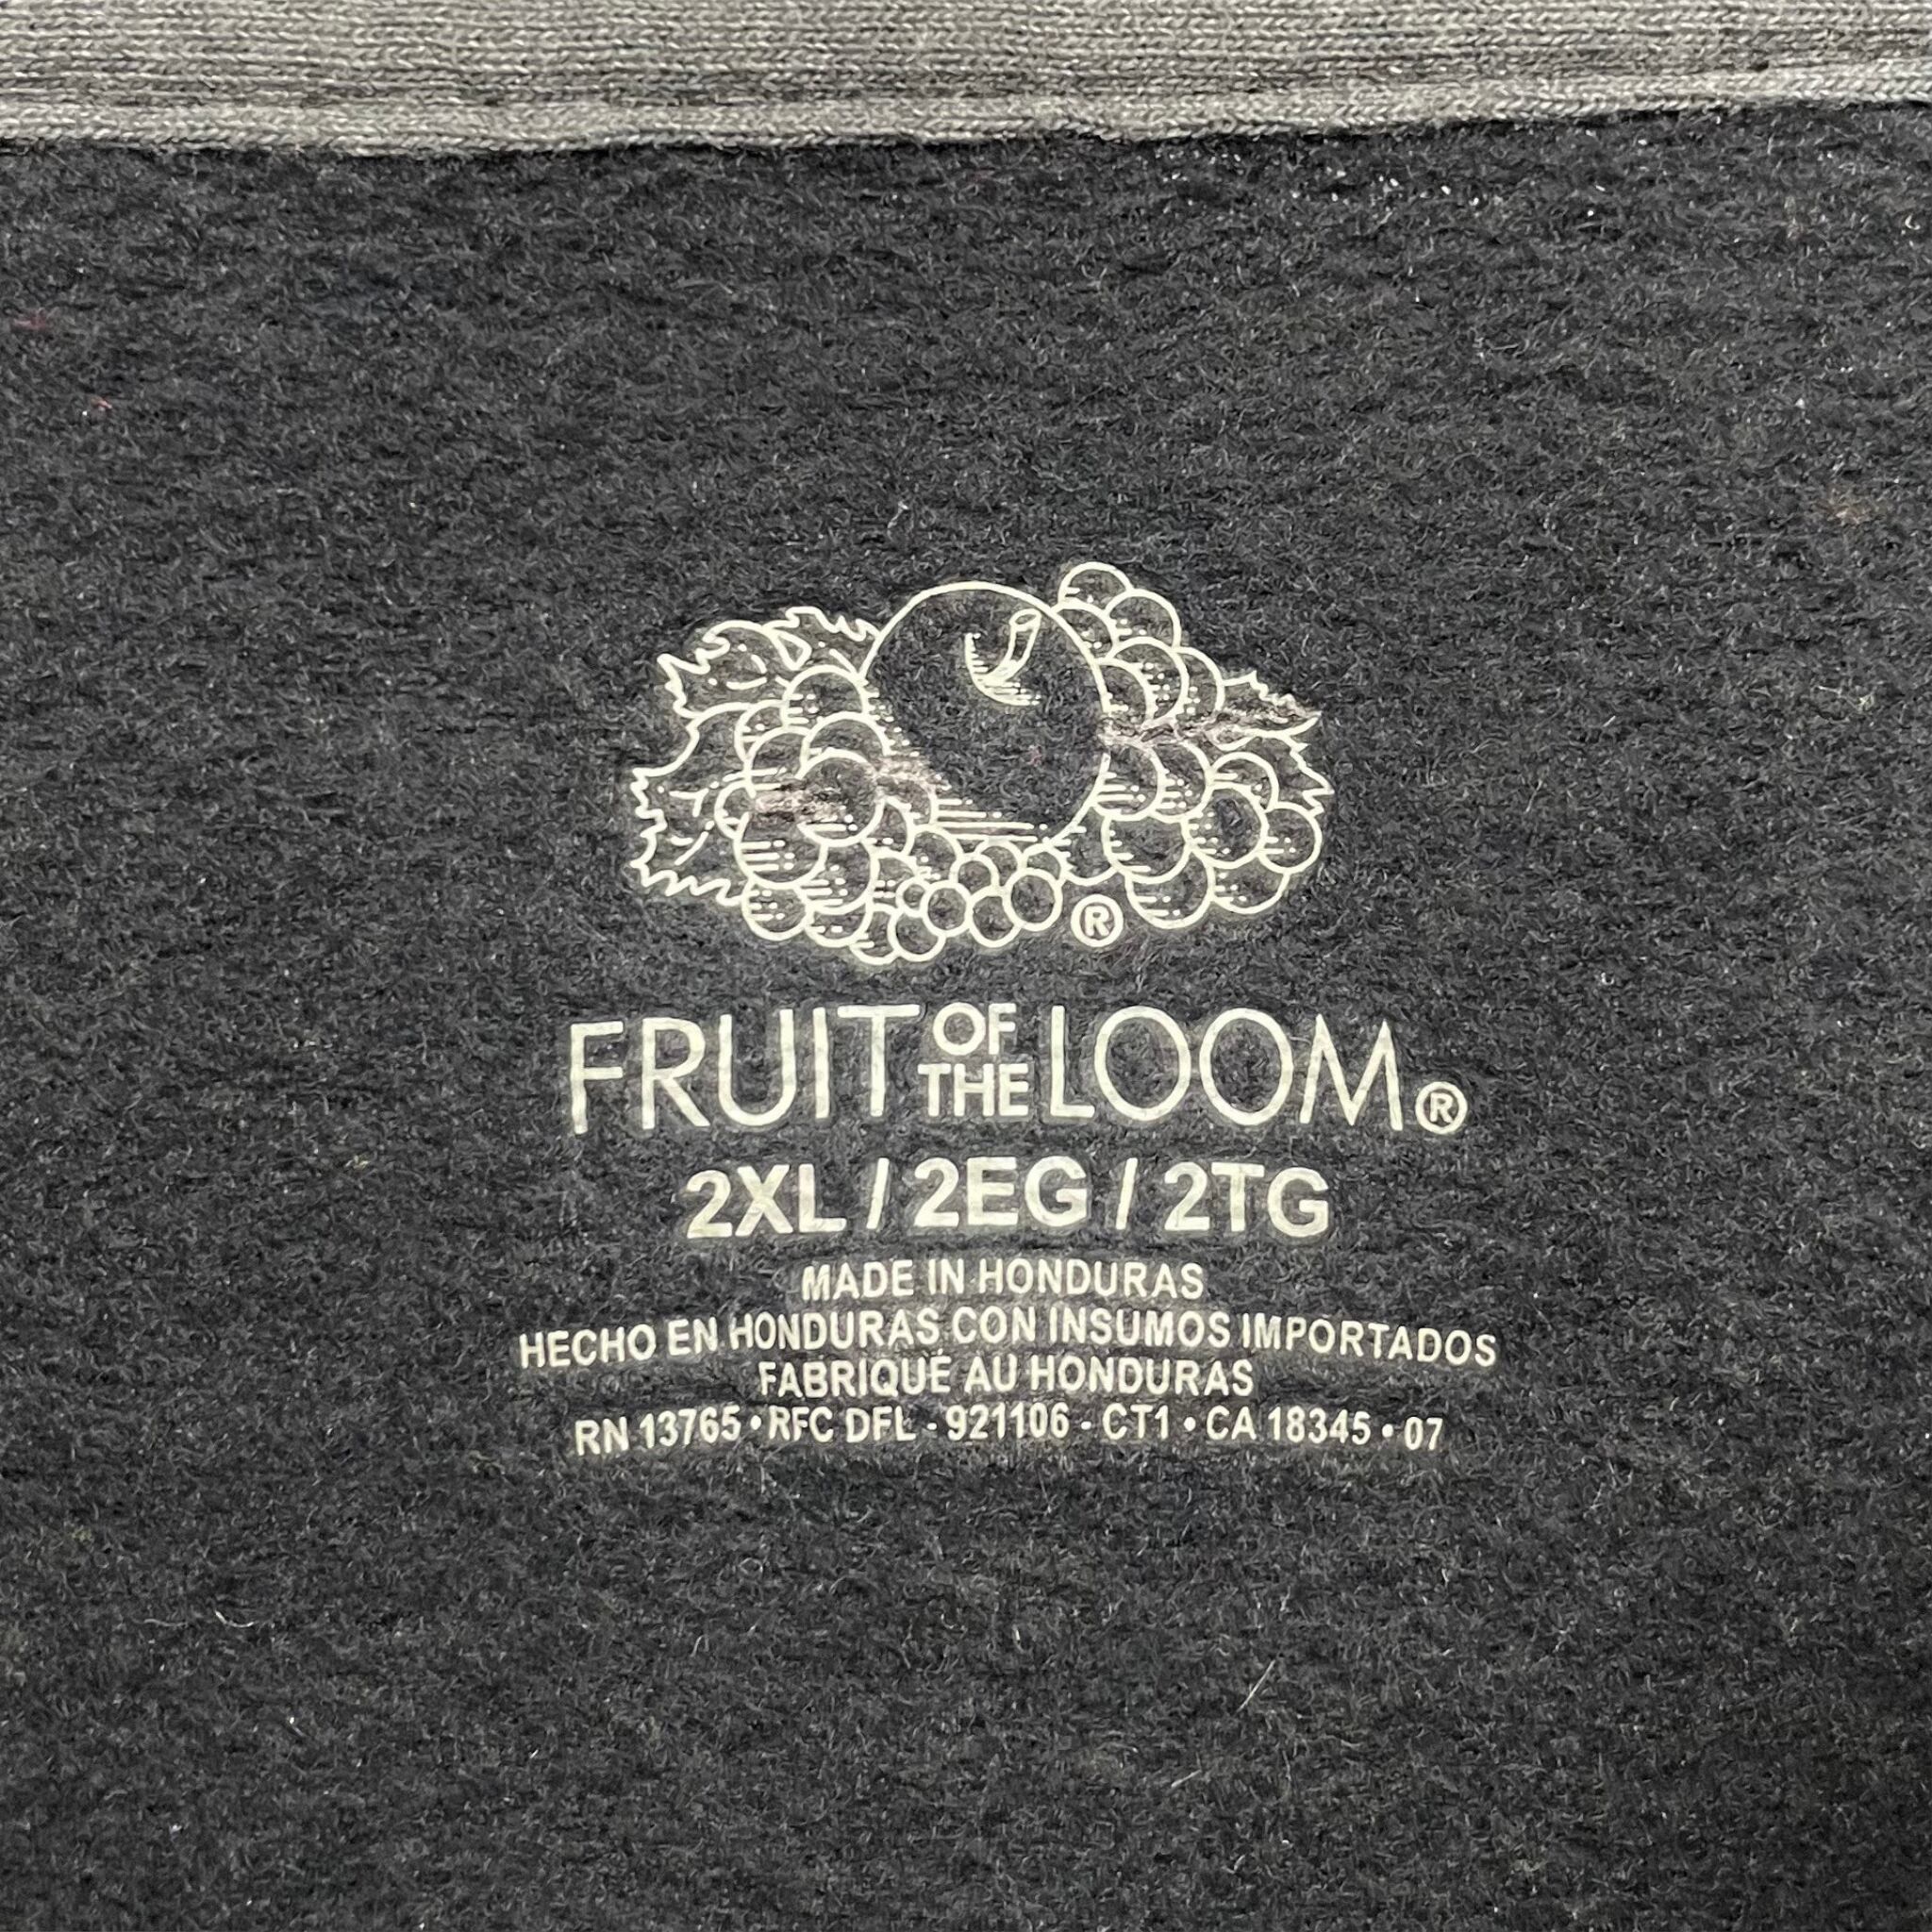 ®
FRUIT OF THE LOOM®
2XL / 2EG / 2TG
MADE IN HONDURAS
HECHO EN HONDURAS CON INSUMOS IMPORTADOS
FABRIQUÉ AU HONDURAS
RN 13765 • RFC DFL - 921106 - CT1 • CA 18345 • 07